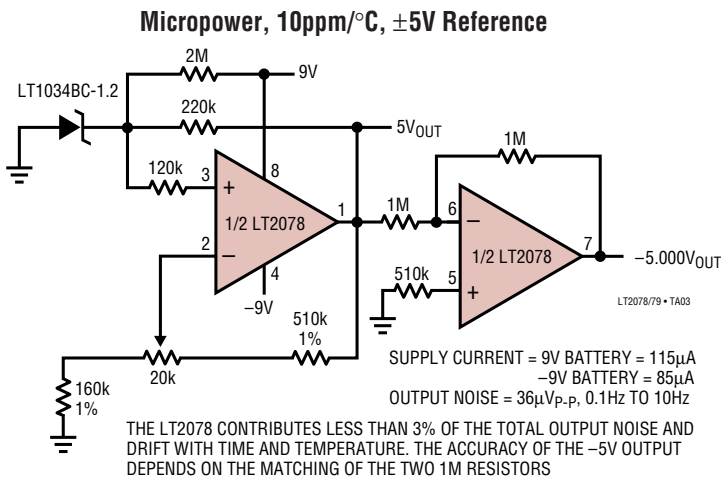 Micropower, 10ppm/°C, ±5V Reference
2M
9V
LT1034BC-1.2
220k
5VOUT
1M
120k
3
+
8
1/2 LT2078
1
1M
6
–
2
–
1/2 LT2078
7
–5.000VOUT
4
510k
5
+
–9V
LT2078/79 • TA03
510k
1%
20k
160k
1%
SUPPLY CURRENT = 9V BATTERY = 115µA
–9V BATTERY = 85µA
OUTPUT NOISE = 36µVP-P, 0.1Hz TO 10Hz
THE LT2078 CONTRIBUTES LESS THAN 3% OF THE TOTAL OUTPUT NOISE AND
DRIFT WITH TIME AND TEMPERATURE. THE ACCURACY OF THE –5V OUTPUT
DEPENDS ON THE MATCHING OF THE TWO 1M RESISTORS